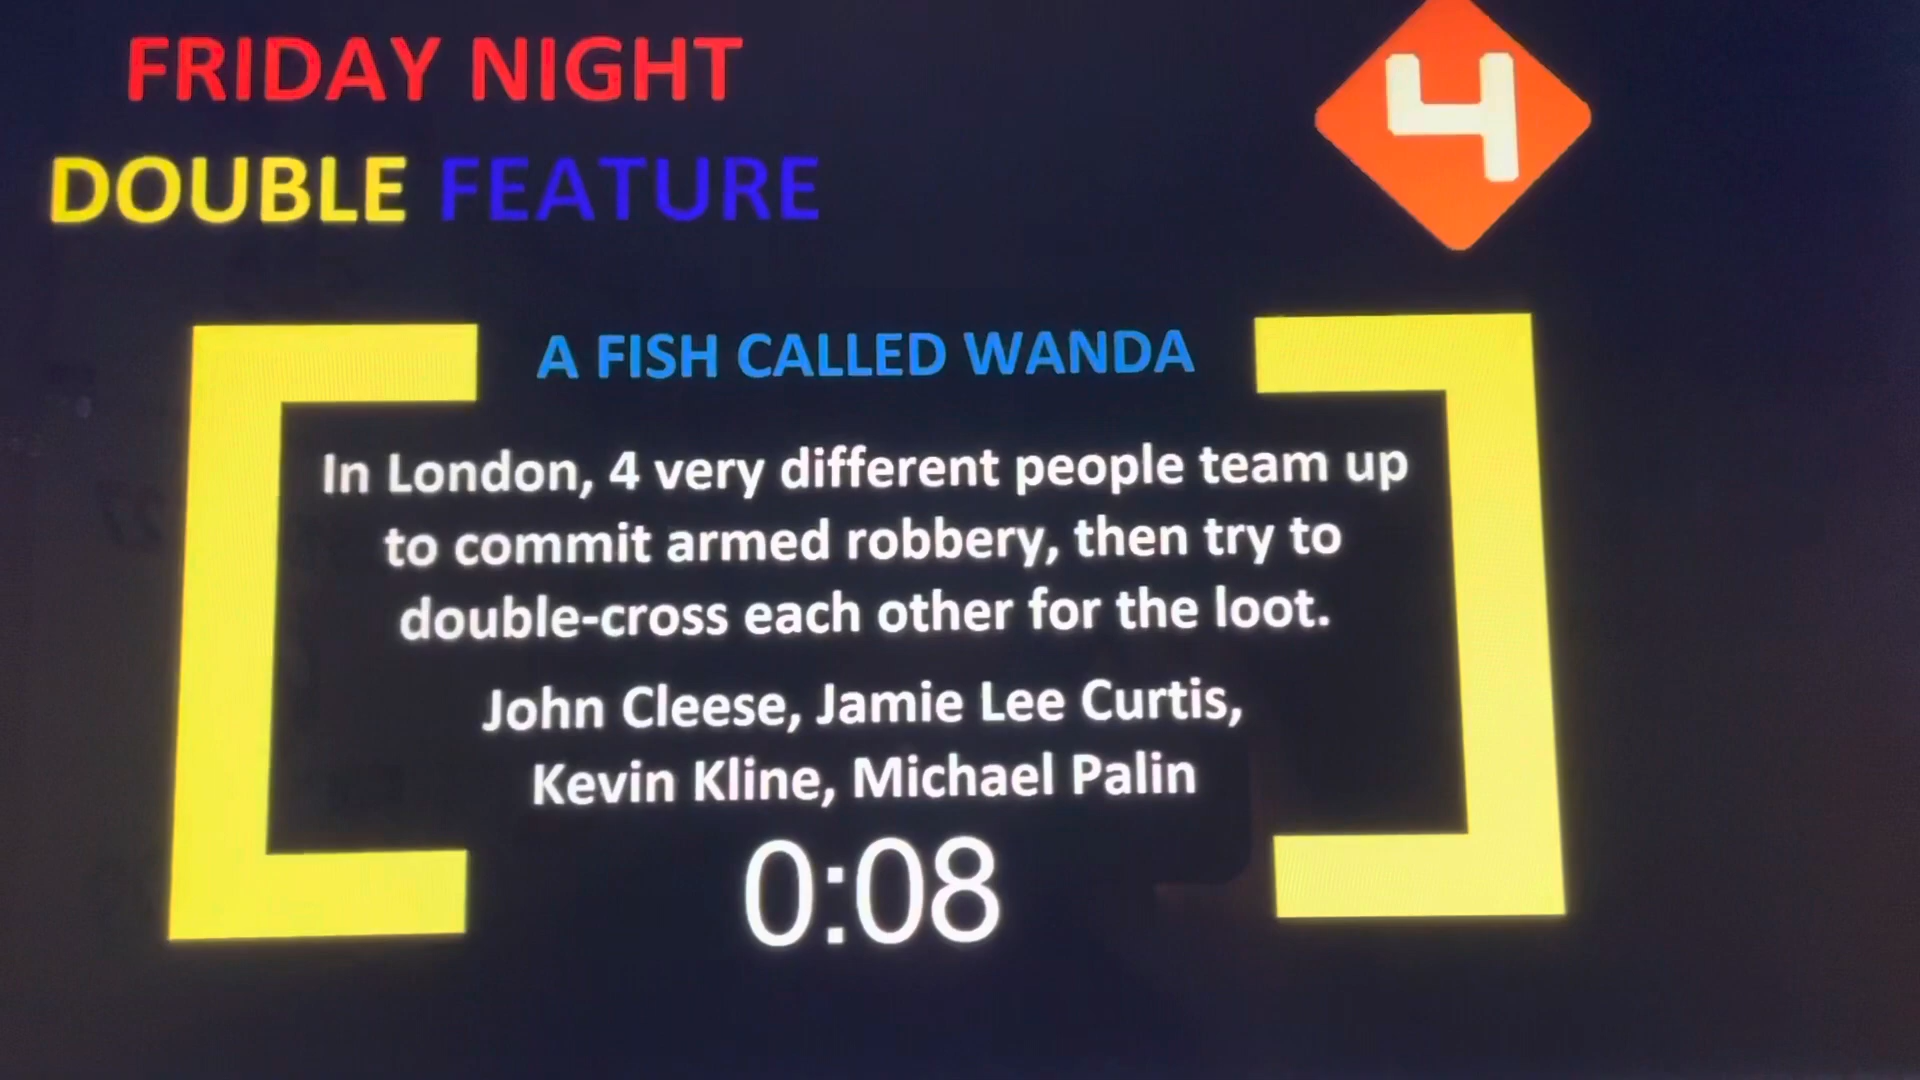 FRIDAY NIGHT
DOUBLE FEATURE
4
A FISH CALLED WANDA
In London, 4 very different people team up
to commit armed robbery, then try to
double-cross each other for the loot.
John Cleese, Jamie Lee Curtis,
Kevin Kline, Michael Palin
0:08